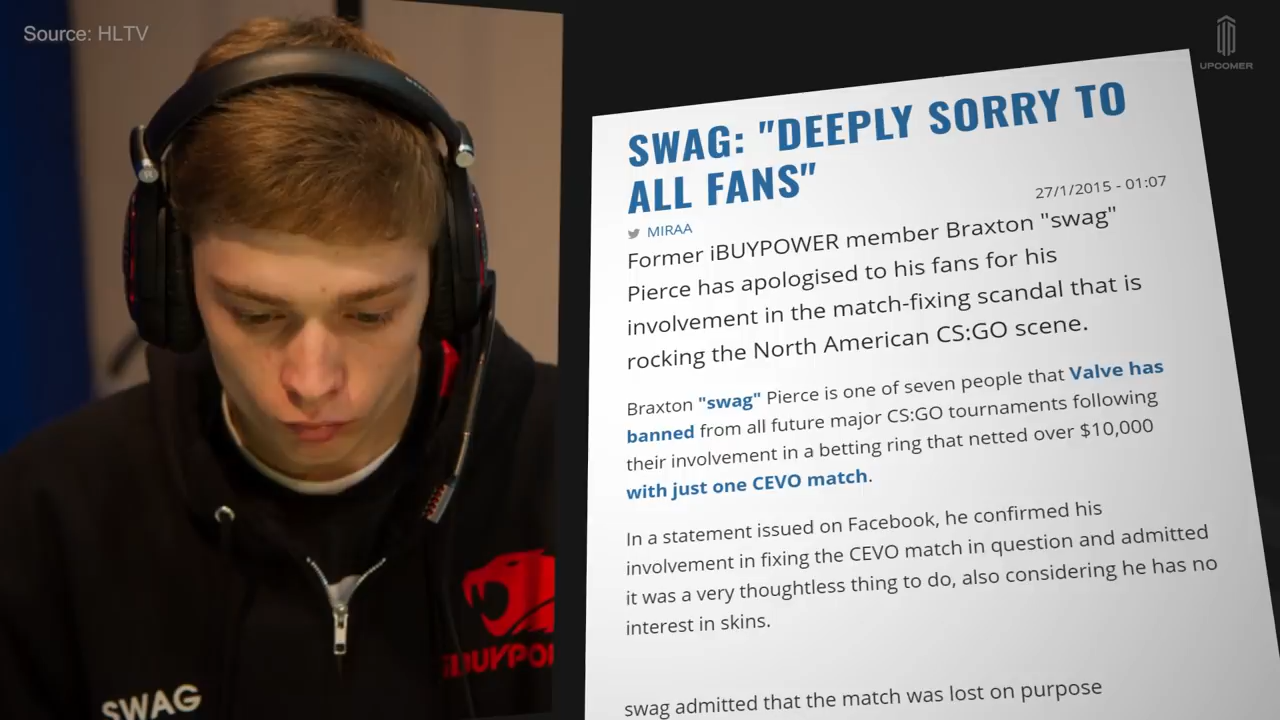 Source: HLTV
UPCOMER
SWAG: "DEEPLY SORRY TO
ALL FANS"
27/1/2015 - 01:07
MIRAA
Former iBUYPOWER member Braxton "swag"
Pierce has apologised to his fans for his
involvement in the match-fixing scandal that is
rocking the North American CS:GO scene.
Braxton "swag" Pierce is one of seven people that Valve has
banned from all future major CS:GO tournaments following
their involvement in a betting ring that netted over $10,000
with just one CEVO match.
In a statement issued on Facebook, he confirmed his
involvement in fixing the CEVO match in question and admitted
it was a very thoughtless thing to do, also considering he has no
interest in skins.
swag admitted that the match was lost on purpose
iBUYPO
SWAG